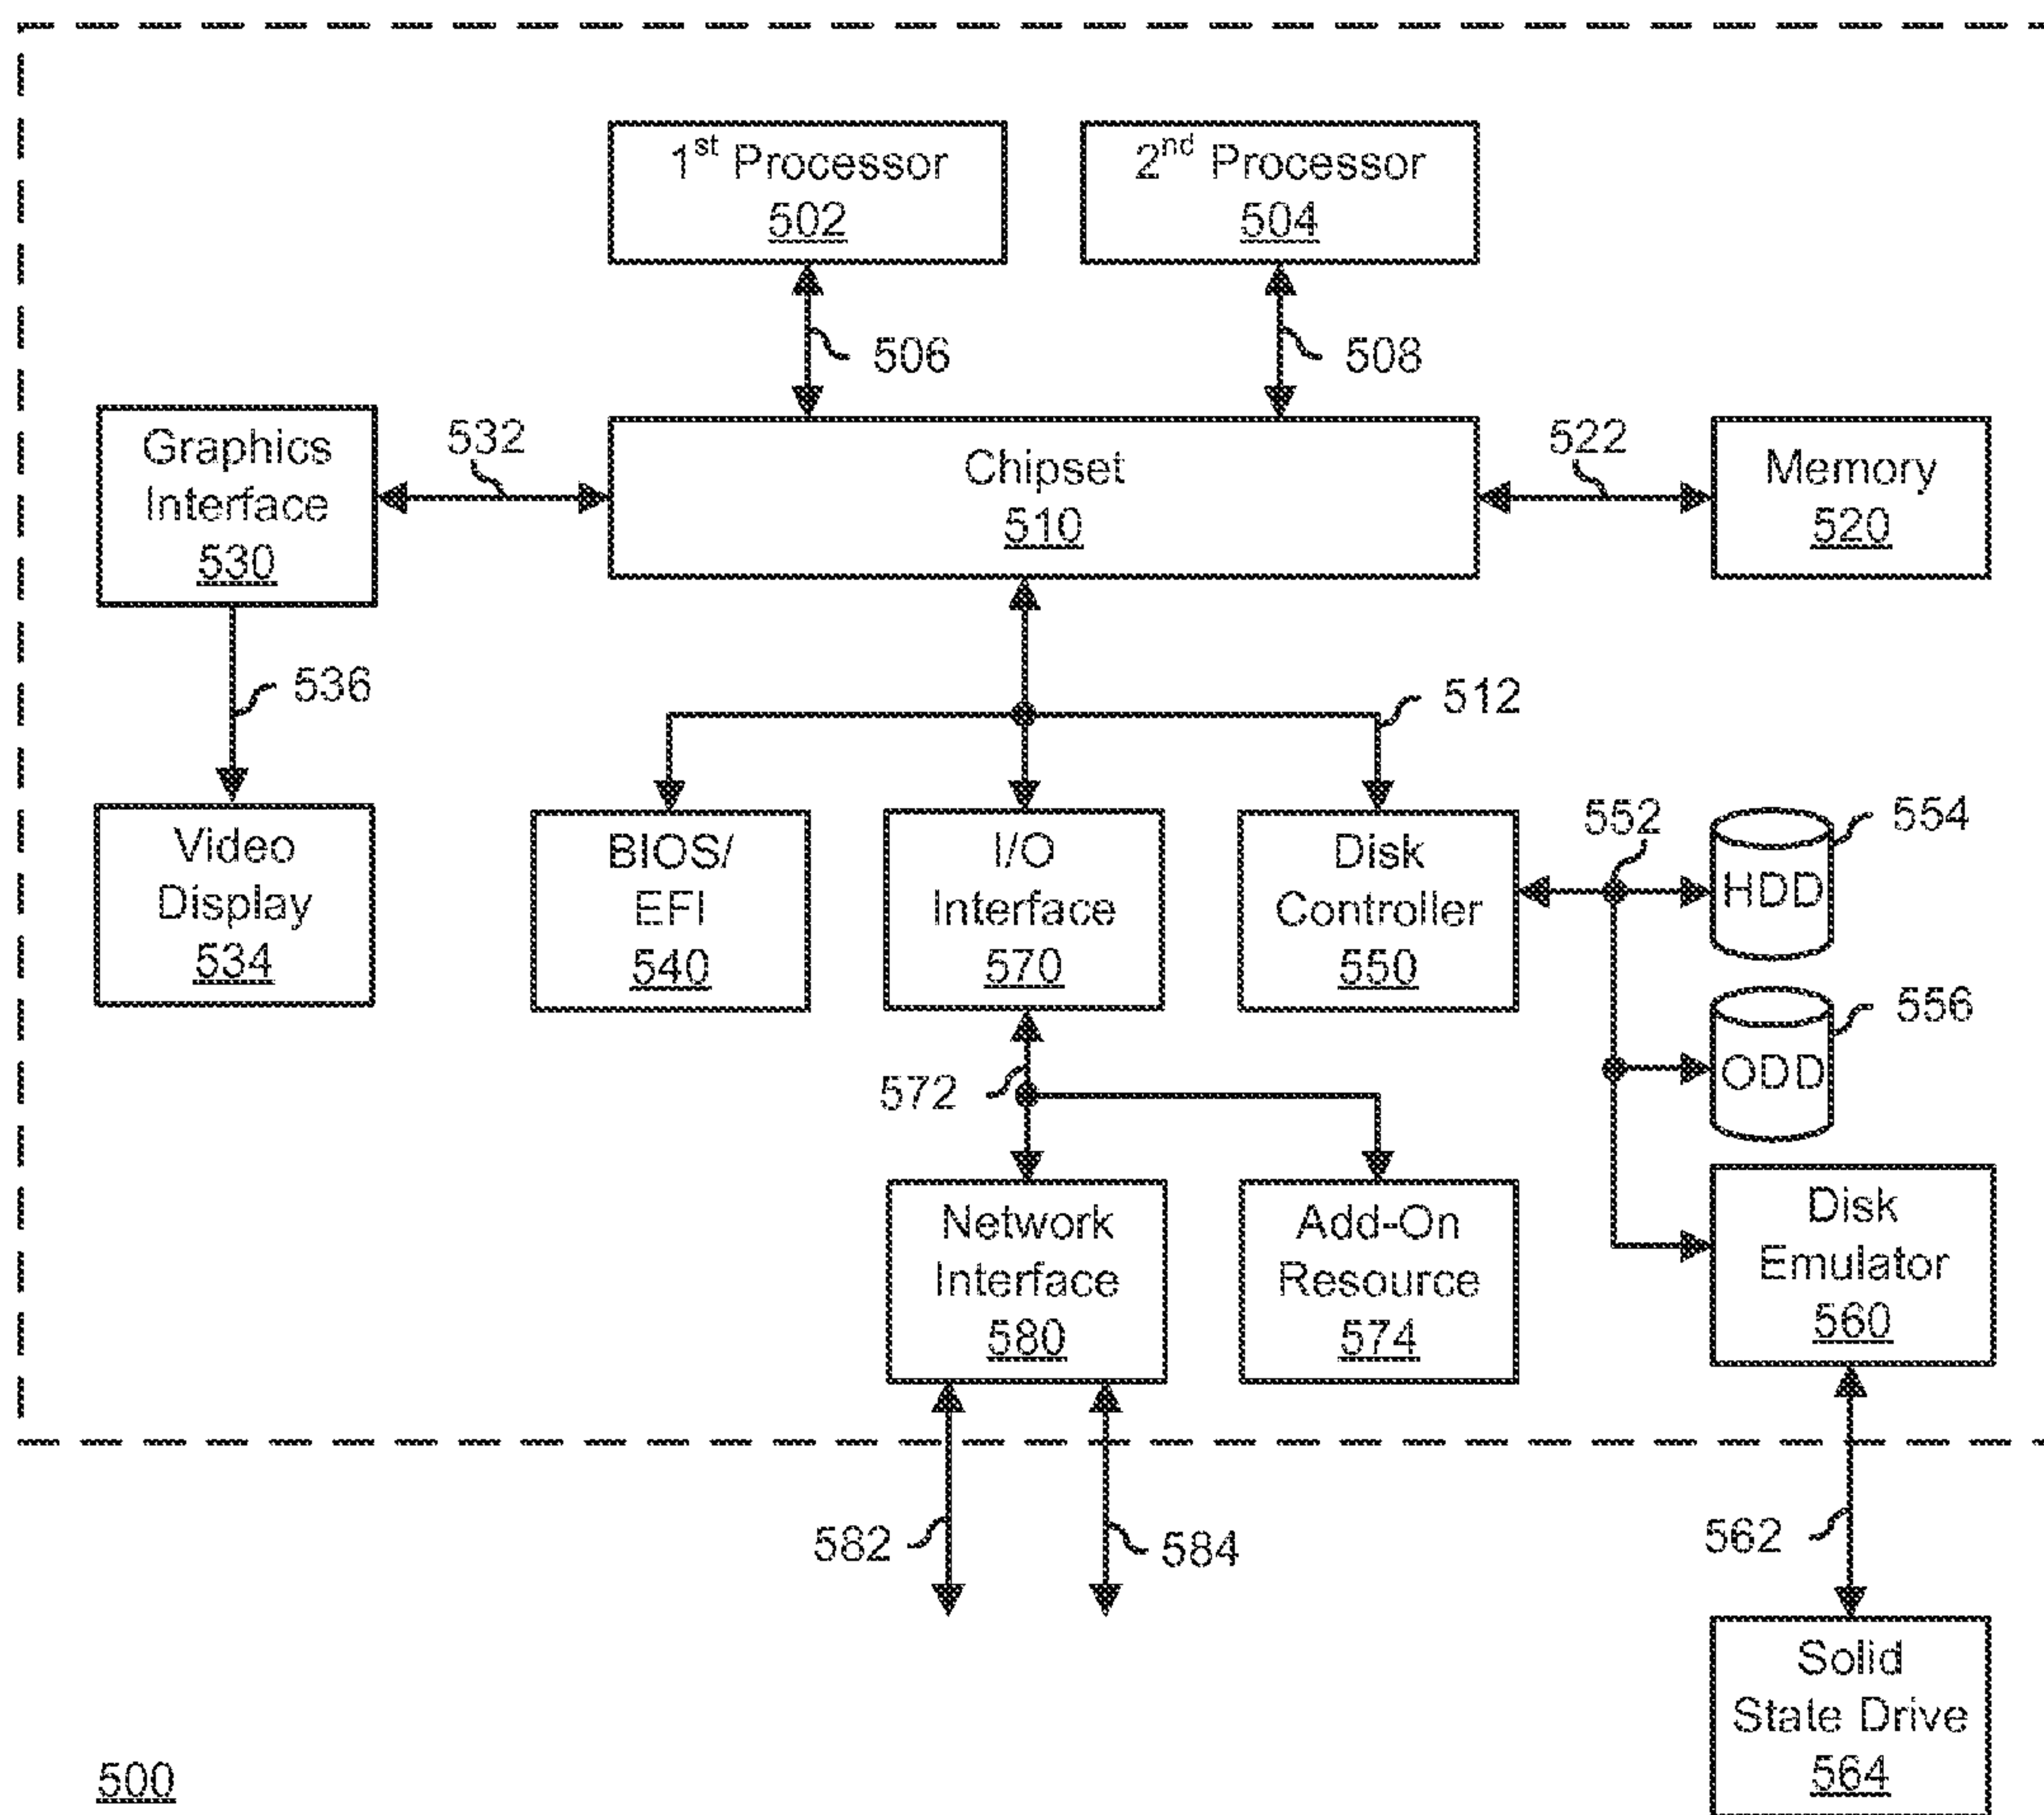 1st Processor
502
2nd Processor
504
506
508
Graphics
Interface
530
532
Chipset
510
522
Memory
520
536
512
Video
Display
534
BIOS/
EFI
540
I/O
Interface
570
Disk
Controller
550
552
HDD
554
ODD
556
572
Network
Interface
580
Add-On
Resource
574
Disk
Emulator
560
582
584
562
Solid
State Drive
564
500